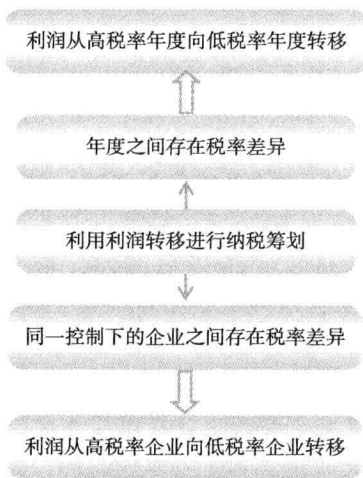 利润从高税率年度向低税率年度转移
年度之间存在税率差异
利用利润转移进行纳税筹划
同一控制下的企业之间存在税率差异
利润从高税率企业向低税率企业转移